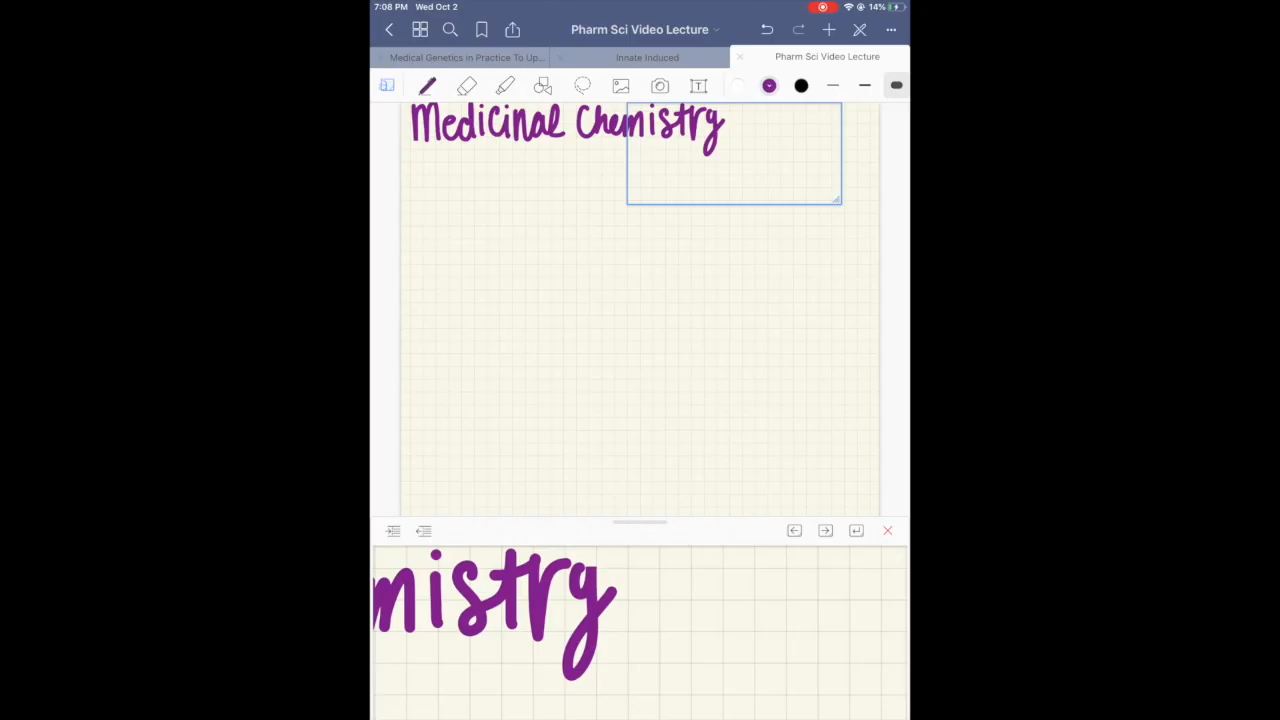 7:08 PM Wed Oct 2 14%
Pharm Sci Video Lecture
Medical Genetics in Practice To Up... Innate Induced Pharm Sci Video Lecture
T
Medicinal Chemistry
mistry